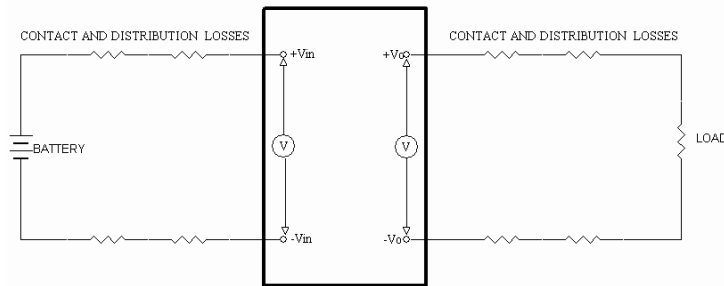 CONTACT AND DISTRIBUTION LOSSES
CONTACT AND DISTRIBUTION LOSSES
+Vin
+Vo
V
V
BATTERY
LOAD
-Vin
-Vo